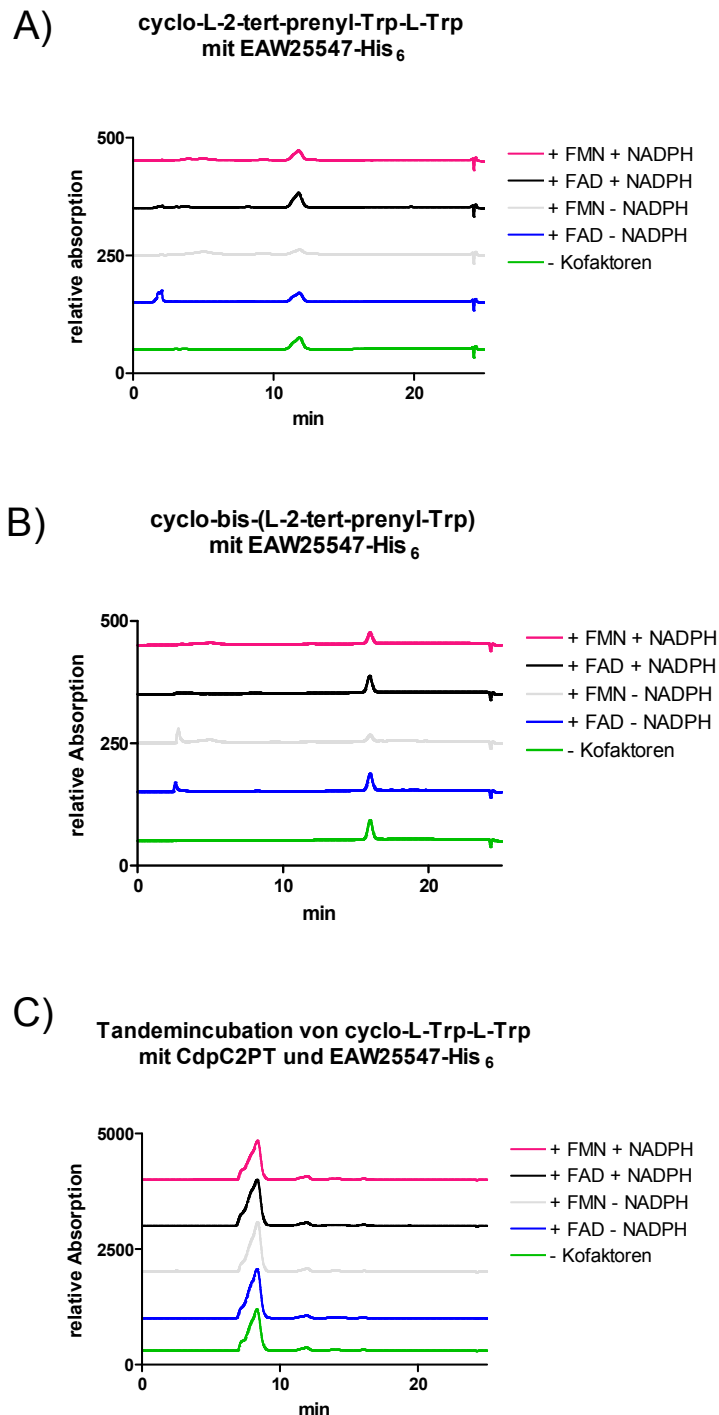 A)
cyclo-L-2-tert-prenyl-Trp-L-Trp
mit EAW25547-His6
500
250
0
relative absorption
0
10
20
min
+ FMN + NADPH
+ FAD + NADPH
+ FMN - NADPH
+ FAD - NADPH
- Kofaktoren
B)
cyclo-bis-(L-2-tert-prenyl-Trp)
mit EAW25547-His6
500
250
0
relative Absorption
0
10
20
min
+ FMN + NADPH
+ FAD + NADPH
+ FMN - NADPH
+ FAD - NADPH
- Kofaktoren
C)
Tandemincubation von cyclo-L-Trp-L-Trp
mit CdpC2PT und EAW25547-His6
5000
2500
0
relative Absorption
0
10
20
min
+ FMN + NADPH
+ FAD + NADPH
+ FMN - NADPH
+ FAD - NADPH
- Kofaktoren